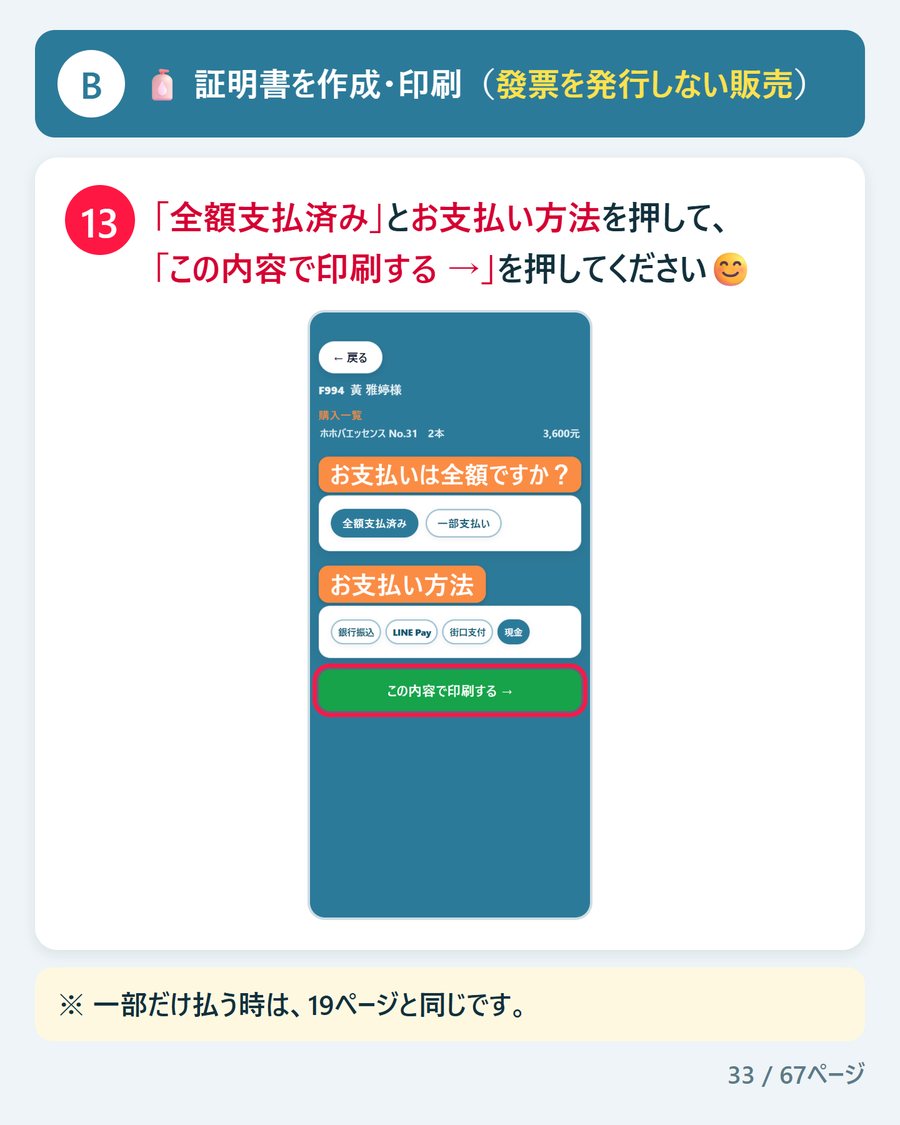 B 証明書を作成・印刷（發票を発行しない販売）
13 「全額支払済み」とお支払い方法を押して、
「この内容で印刷する →」を押してください😊
← 戻る
F994 黃 雅婷様
購入一覧
ホホバエッセンス No.31 2本 3,600元
お支払いは全額ですか？
全額支払済み 一部支払い
お支払い方法
銀行振込 LINE Pay 街口支付 現金
この内容で印刷する →
※ 一部だけ払う時は、19ページと同じです。
33 / 67ページ